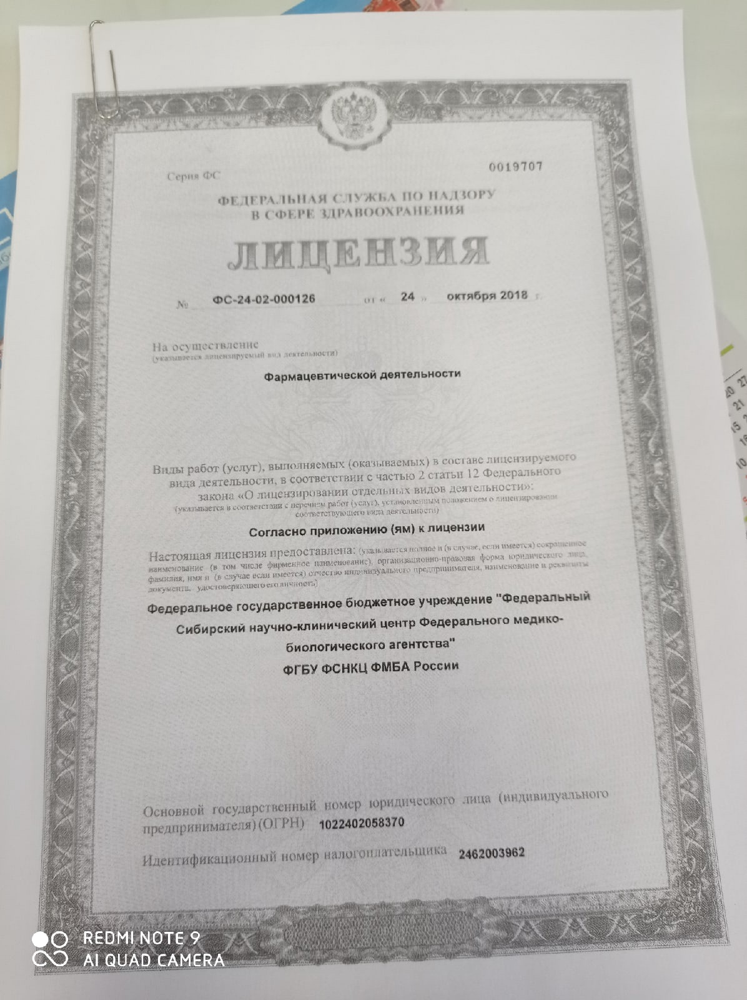 Серия ФС
0019707
ФЕДЕРАЛЬНАЯ СЛУЖБА ПО НАДЗОРУ
В СФЕРЕ ЗДРАВООХРАНЕНИЯ
ЛИЦЕНЗИЯ
№ ФС-24-02-000126 от « 24 » октября 2018 г.
На осуществление
(указывается лицензируемый вид деятельности)
Фармацевтической деятельности
Виды работ (услуг), выполняемых (оказываемых) в составе лицензируемого
вида деятельности, в соответствии с частью 2 статьи 12 Федерального
закона «О лицензировании отдельных видов деятельности»:
(указывается в соответствии с перечнем работ (услуг), установленным положением о лицензировании
соответствующего вида деятельности)
Согласно приложению (ям) к лицензии
Настоящая лицензия предоставлена: (указывается полное и (в случае, если имеется) сокращенное
наименование (в том числе фирменное наименование), организационно-правовая форма юридического лица,
фамилия, имя и (в случае если имеется) отчество индивидуального предпринимателя, наименование и реквизиты
документа, удостоверяющего его личность)
Федеральное государственное бюджетное учреждение "Федеральный
Сибирский научно-клинический центр Федерального медико-
биологического агентства"
ФГБУ ФСНКЦ ФМБА России
Основной государственный номер юридического лица (индивидуального
предпринимателя) (ОГРН) 1022402058370
Идентификационный номер налогоплательщика 2462003962
20 27
21
15
16
10
REDMI NOTE 9
AI QUAD CAMERA